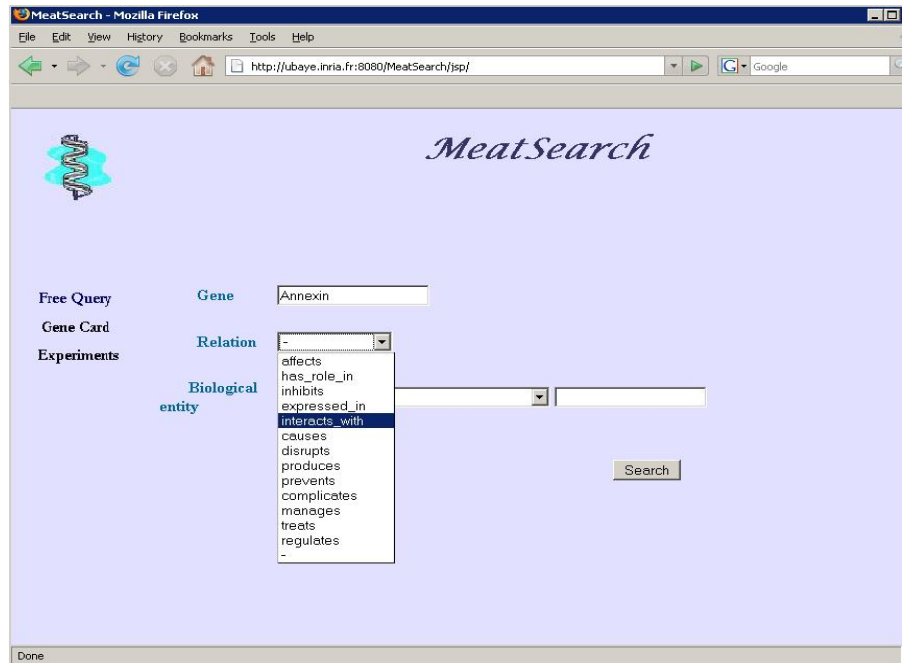 MeatSearch - Mozilla Firefox
File Edit View History Bookmarks Tools Help
http://ubaye.inria.fr:8080/MeatSearch/jsp/ G Google
MeatSearch
Free Query
Gene Card
Experiments
Gene Annexin
Relation -
affects
has_role_in
inhibits
expressed_in
interacts_with
causes
disrupts
produces
prevents
complicates
manages
treats
regulates
-
Biological
entity
Search
Done